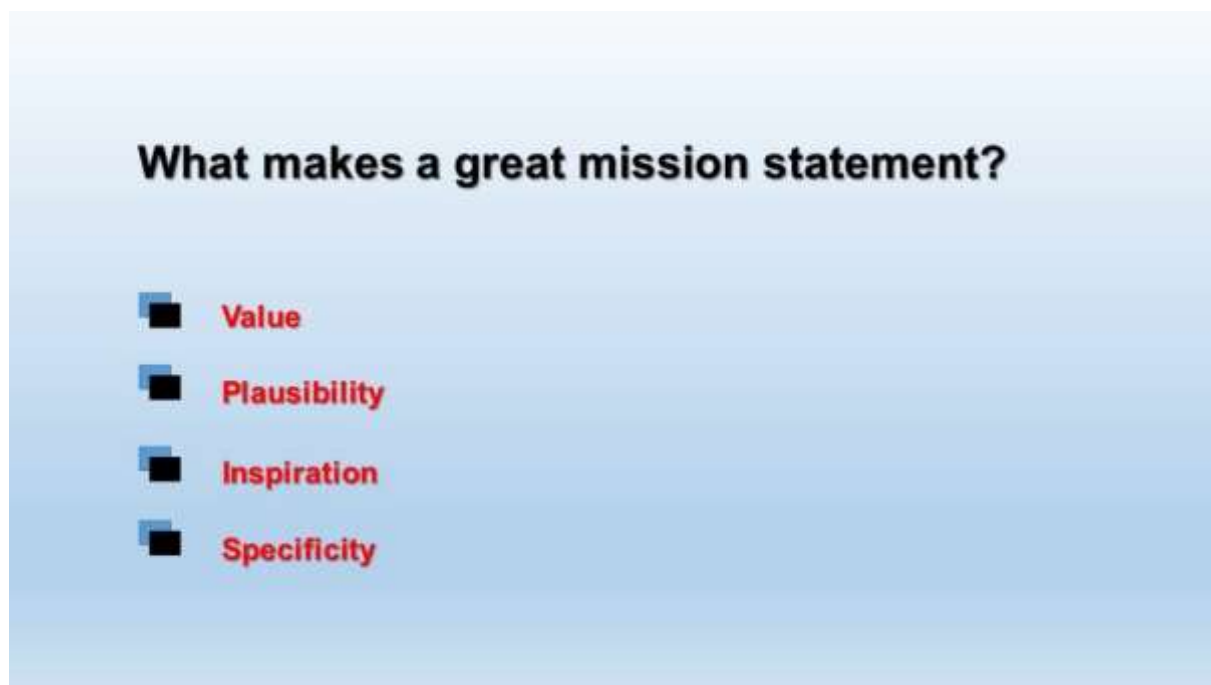 What makes a great mission statement?
Value
Plausibility
Inspiration
Specificity